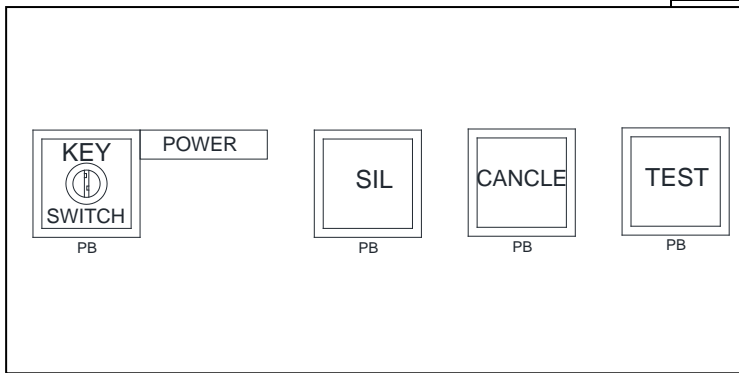 KEY
SWITCH
PB
POWER
SIL
PB
CANCLE
PB
TEST
PB